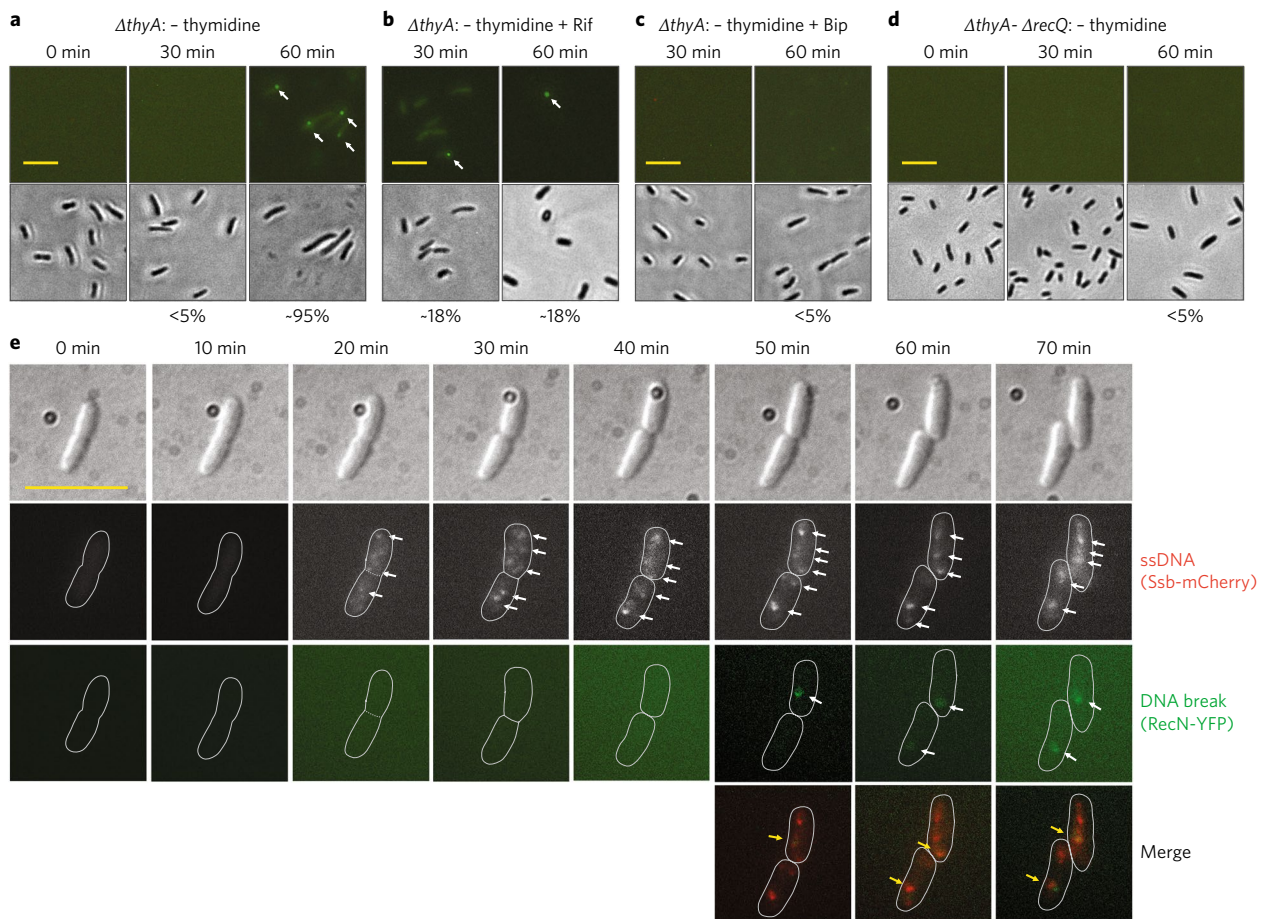 a
ΔthyA: – thymidine
0 min 30 min 60 min
<5% ~95%
b
ΔthyA: – thymidine + Rif
30 min 60 min
~18% ~18%
c
ΔthyA: – thymidine + Bip
30 min 60 min
<5%
d
ΔthyA- ΔrecQ: – thymidine
0 min 30 min 60 min
<5%
e
0 min 10 min 20 min 30 min 40 min 50 min 60 min 70 min
ssDNA
(Ssb-mCherry)
DNA break
(RecN-YFP)
Merge